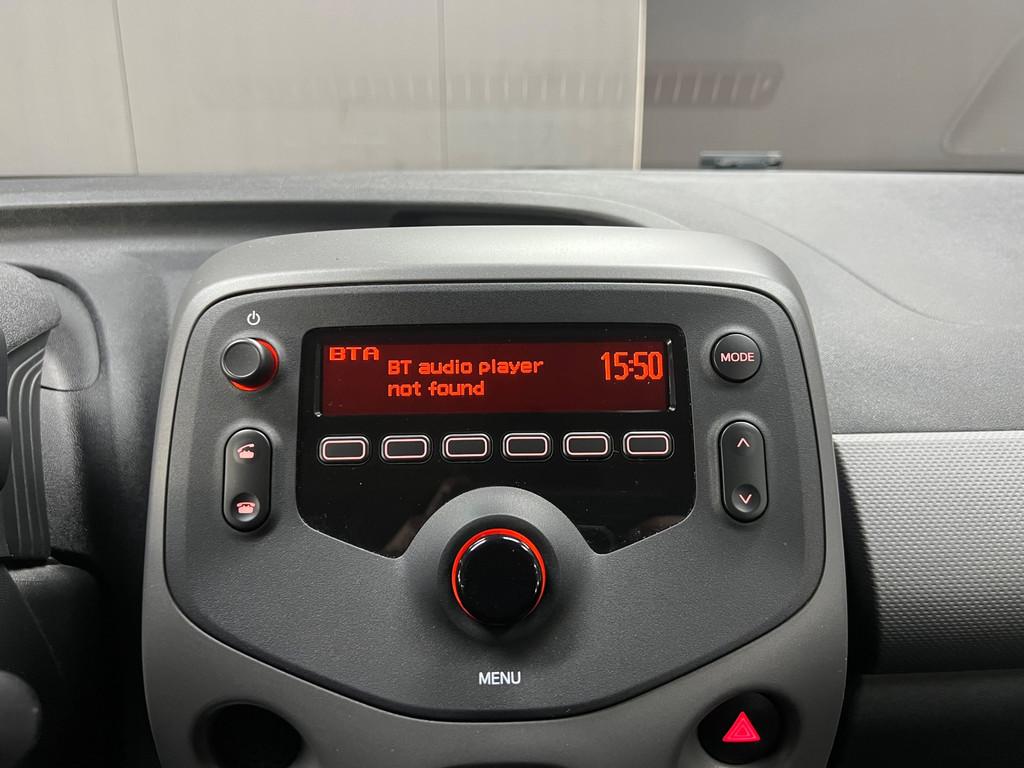 BTA
BT audio player
not found
15:50
MODE
MENU